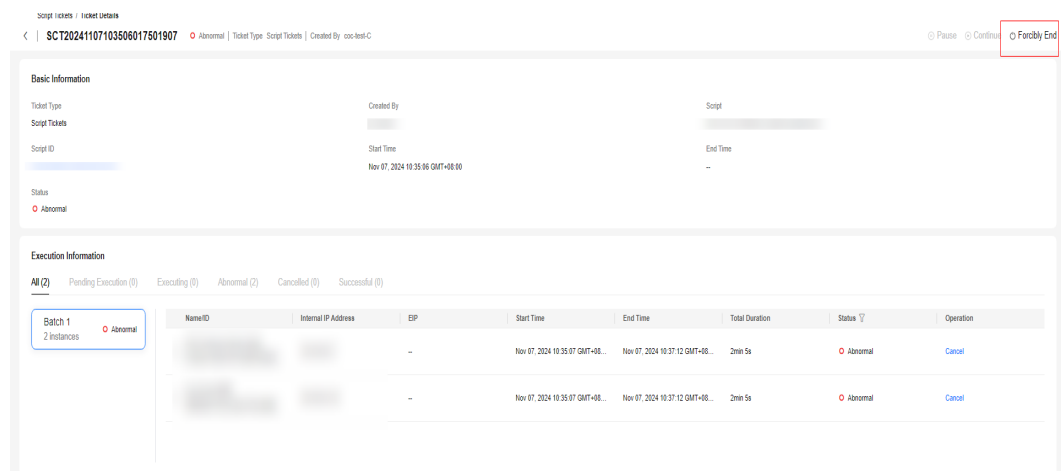 Script Tickets / Ticket Details
SCT20241107103506017501907 Abnormal | Ticket Type Script Tickets | Created By coc-test-C Pause Continue Forcibly End
Basic Information
Ticket Type Created By Script
Script Tickets
Script ID Start Time End Time
Nov 07, 2024 10:35:06 GMT+08:00 --
Status
Abnormal
Execution Information
All (2) Pending Execution (0) Executing (0) Abnormal (2) Cancelled (0) Successful (0)
Batch 1 Abnormal
2 instances
Name/ID Internal IP Address EIP Start Time End Time Total Duration Status Operation
-- Nov 07, 2024 10:35:07 GMT+08... Nov 07, 2024 10:37:12 GMT+08... 2min 5s Abnormal Cancel
-- Nov 07, 2024 10:35:07 GMT+08... Nov 07, 2024 10:37:12 GMT+08... 2min 5s Abnormal Cancel